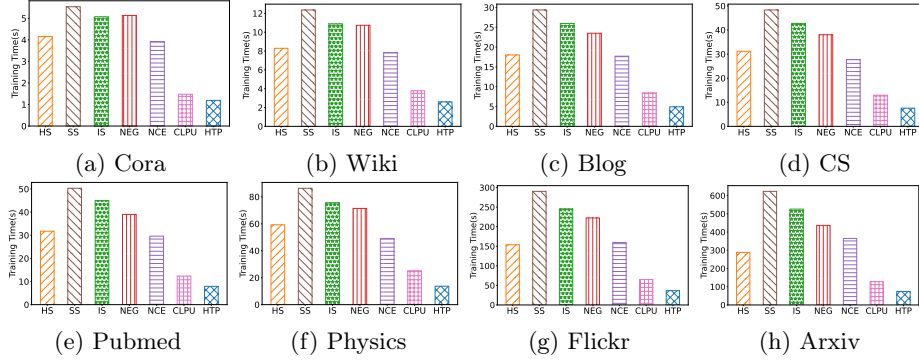 Training Time(s)
5
4
3
2
1
0
HS SS IS NEG NCE CLPU HTP
(a) Cora
Training Time(s)
12
10
8
6
4
2
0
HS SS IS NEG NCE CLPU HTP
(b) Wiki
Training Time(s)
30
25
20
15
10
5
0
HS SS IS NEG NCE CLPU HTP
(c) Blog
Training Time(s)
50
40
30
20
10
0
HS SS IS NEG NCE CLPU HTP
(d) CS
Training Time(s)
50
40
30
20
10
0
HS SS IS NEG NCE CLPU HTP
(e) Pubmed
Training Time(s)
80
60
40
20
0
HS SS IS NEG NCE CLPU HTP
(f) Physics
Training Time(s)
300
250
200
150
100
50
0
HS SS IS NEG NCE CLPU HTP
(g) Flickr
Training Time(s)
600
500
400
300
200
100
0
HS SS IS NEG NCE CLPU HTP
(h) Arxiv